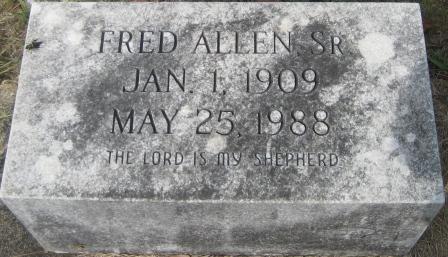 FRED ALLEN, SR
JAN. 1, 1909
MAY 25, 1988
THE LORD IS MY SHEPHERD